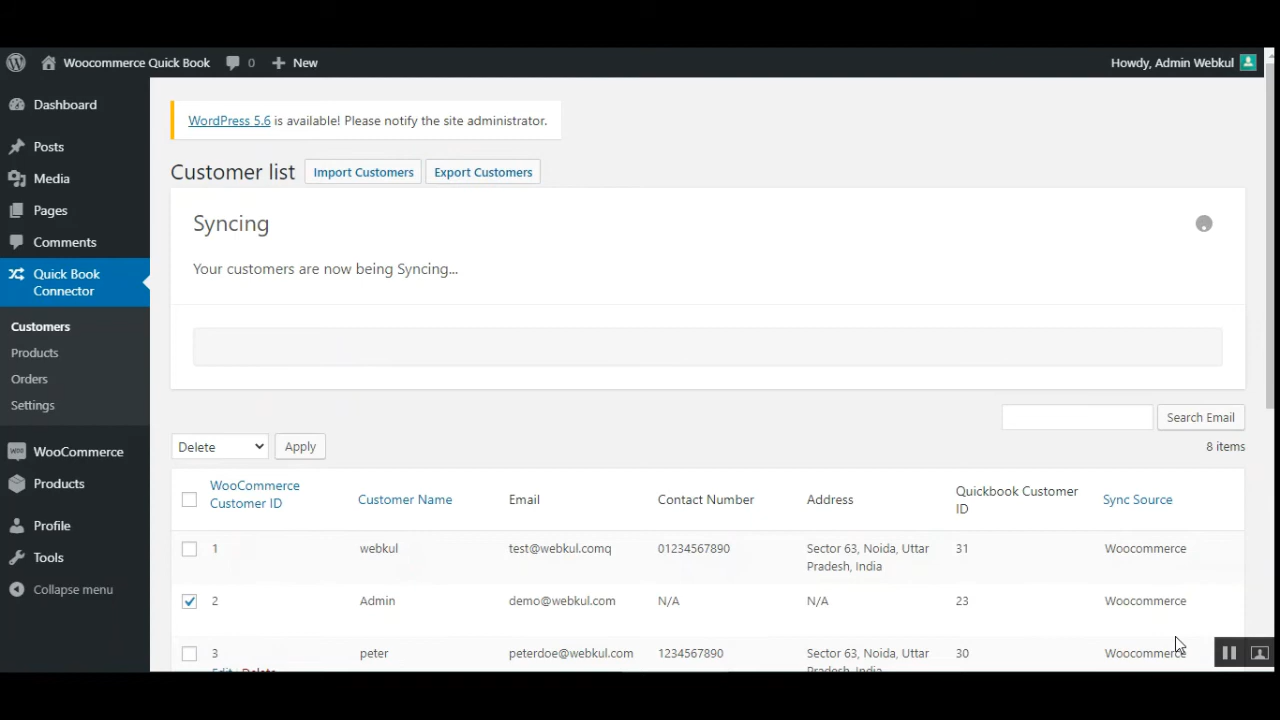 Woocommerce Quick Book 0 New Howdy, Admin Webkul
Dashboard
Posts
Media
Pages
Comments
Quick Book
Connector
Customers
Products
Orders
Settings
WooCommerce
Products
Profile
Tools
Collapse menu
WordPress 5.6 is available! Please notify the site administrator.
Customer list Import Customers Export Customers
Syncing
Your customers are now being Syncing...
Search Email
Delete Apply 8 items
WooCommerce
Customer ID Customer Name Email Contact Number Address Quickbook Customer
ID Sync Source
1 webkul test@webkul.comq 01234567890 Sector 63, Noida, Uttar
Pradesh, India 31 Woocommerce
2 Admin demo@webkul.com N/A N/A 23 Woocommerce
3 peter peterdoe@webkul.com 1234567890 Sector 63, Noida, Uttar
Pradesh, India 30 Woocommerce
Edit Delete